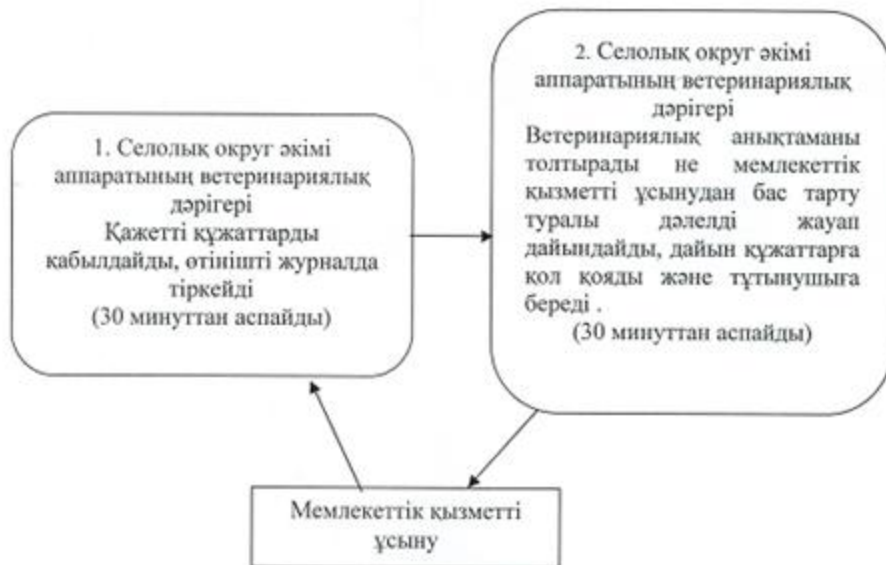 1. Селолық округ әкімі
аппаратының ветеринариялық
дәрігері
Қажетті құжаттарды
қабылдайды, өтінішті журналда
тіркейді
(30 минуттан аспайды)
2. Селолық округ әкімі
аппаратының ветеринариялық
дәрігері
Ветеринариялық анықтаманы
толтырады не мемлекеттік
қызметті ұсынудан бас тарту
туралы дәлелді жауап
дайындайды, дайын құжаттарға
қол қояды және тұтынушыға
береді .
(30 минуттан аспайды)
Мемлекеттік қызметті
ұсыну